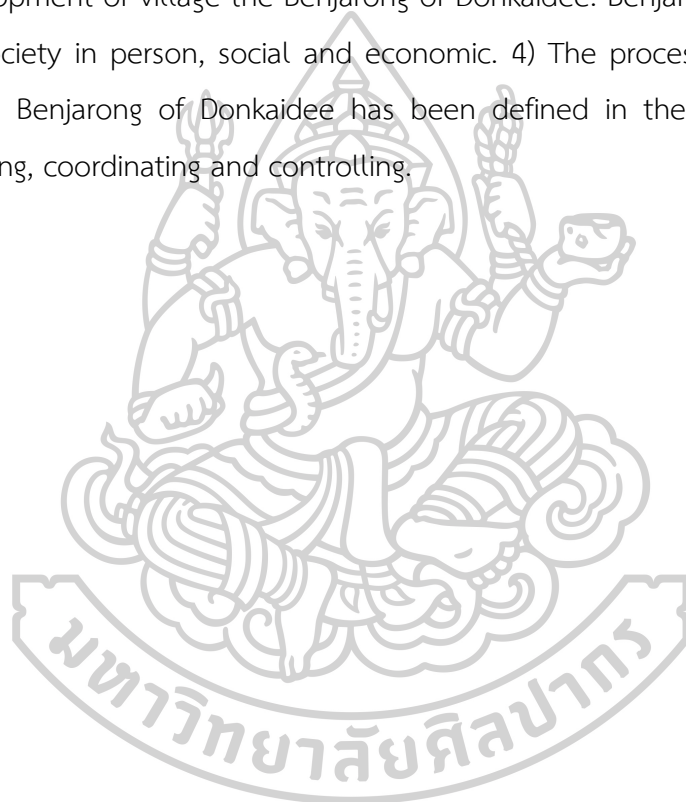 opment of village the Benjarong of Donkaidee. Benjar
ociety in person, social and economic. 4) The proces
Benjarong of Donkaidee has been defined in the
ng, coordinating and controlling.
มหาวิทยาลัยศิลปากร